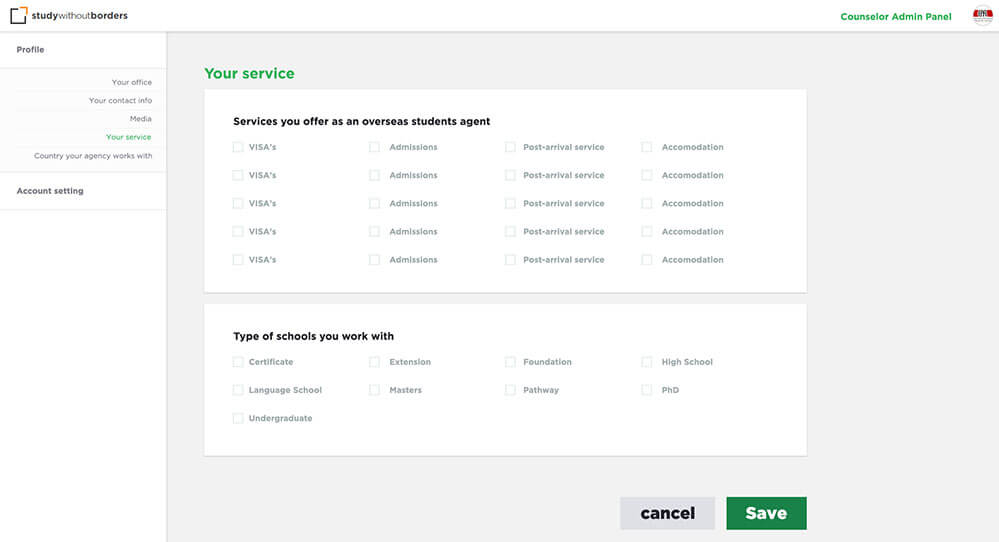 studywithoutborders
Counselor Admin Panel
Profile
Your office
Your contact info
Media
Your service
Country your agency works with
Account setting
Your service
Services you offer as an overseas students agent
VISA's Admissions Post-arrival service Accomodation
VISA's Admissions Post-arrival service Accomodation
VISA's Admissions Post-arrival service Accomodation
VISA's Admissions Post-arrival service Accomodation
VISA's Admissions Post-arrival service Accomodation
Type of schools you work with
Certificate Extension Foundation High School
Language School Masters Pathway PhD
Undergraduate
cancel Save